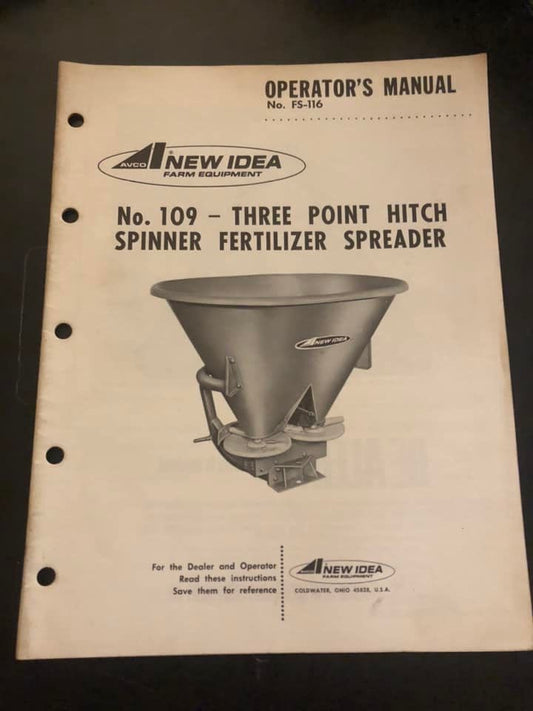 OPERATOR'S MANUAL
No. FS-116
AVCO NEW IDEA
FARM EQUIPMENT
No. 109 – THREE POINT HITCH
SPINNER FERTILIZER SPREADER
NEW IDEA
For the Dealer and Operator
Read these instructions
Save them for reference
NEW IDEA
FARM EQUIPMENT
COLDWATER, OHIO 45828, U.S.A.